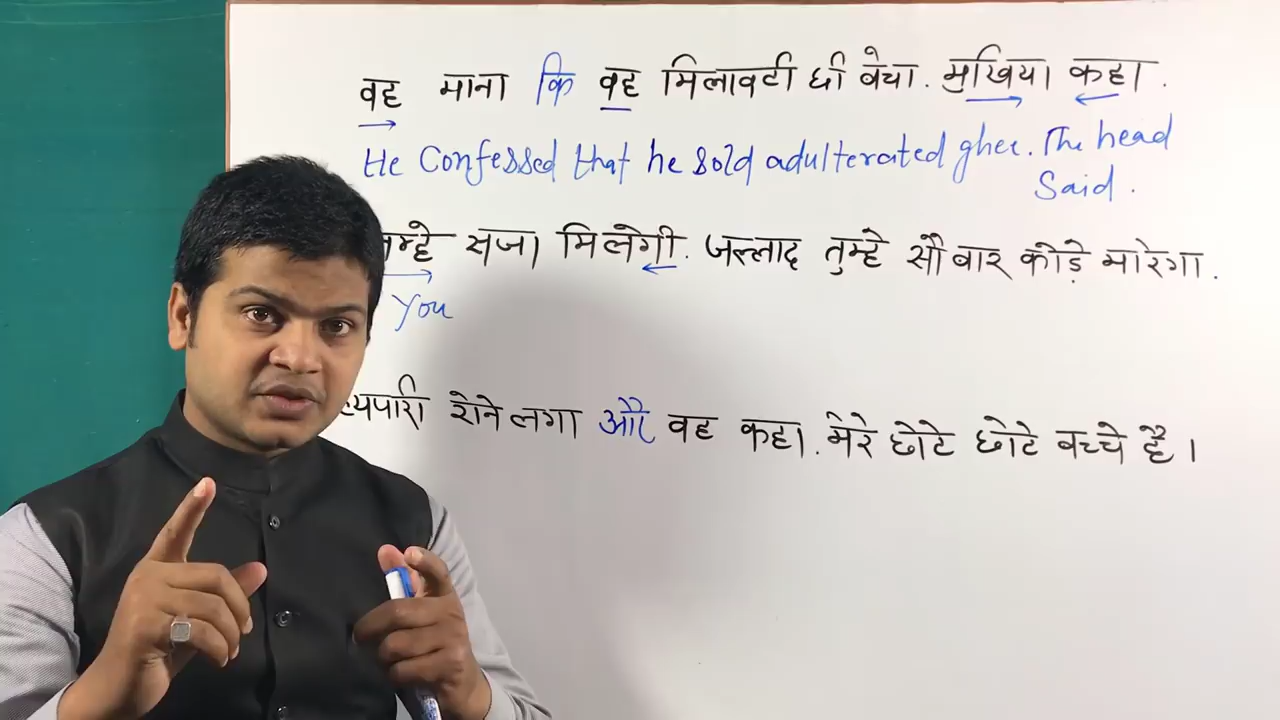 वह माना कि वह मिलावटी घी बेचा. मुखिया कहा.
He Confessed that he sold adulterated ghee. The head
Said.
तुम्हे सजा मिलेगी. जल्लाद तुम्हे सौ बार कोड़े मारेगा.
You
व्यपारी रोने लगा और वह कहा. मेरे छोटे छोटे बच्चे है।